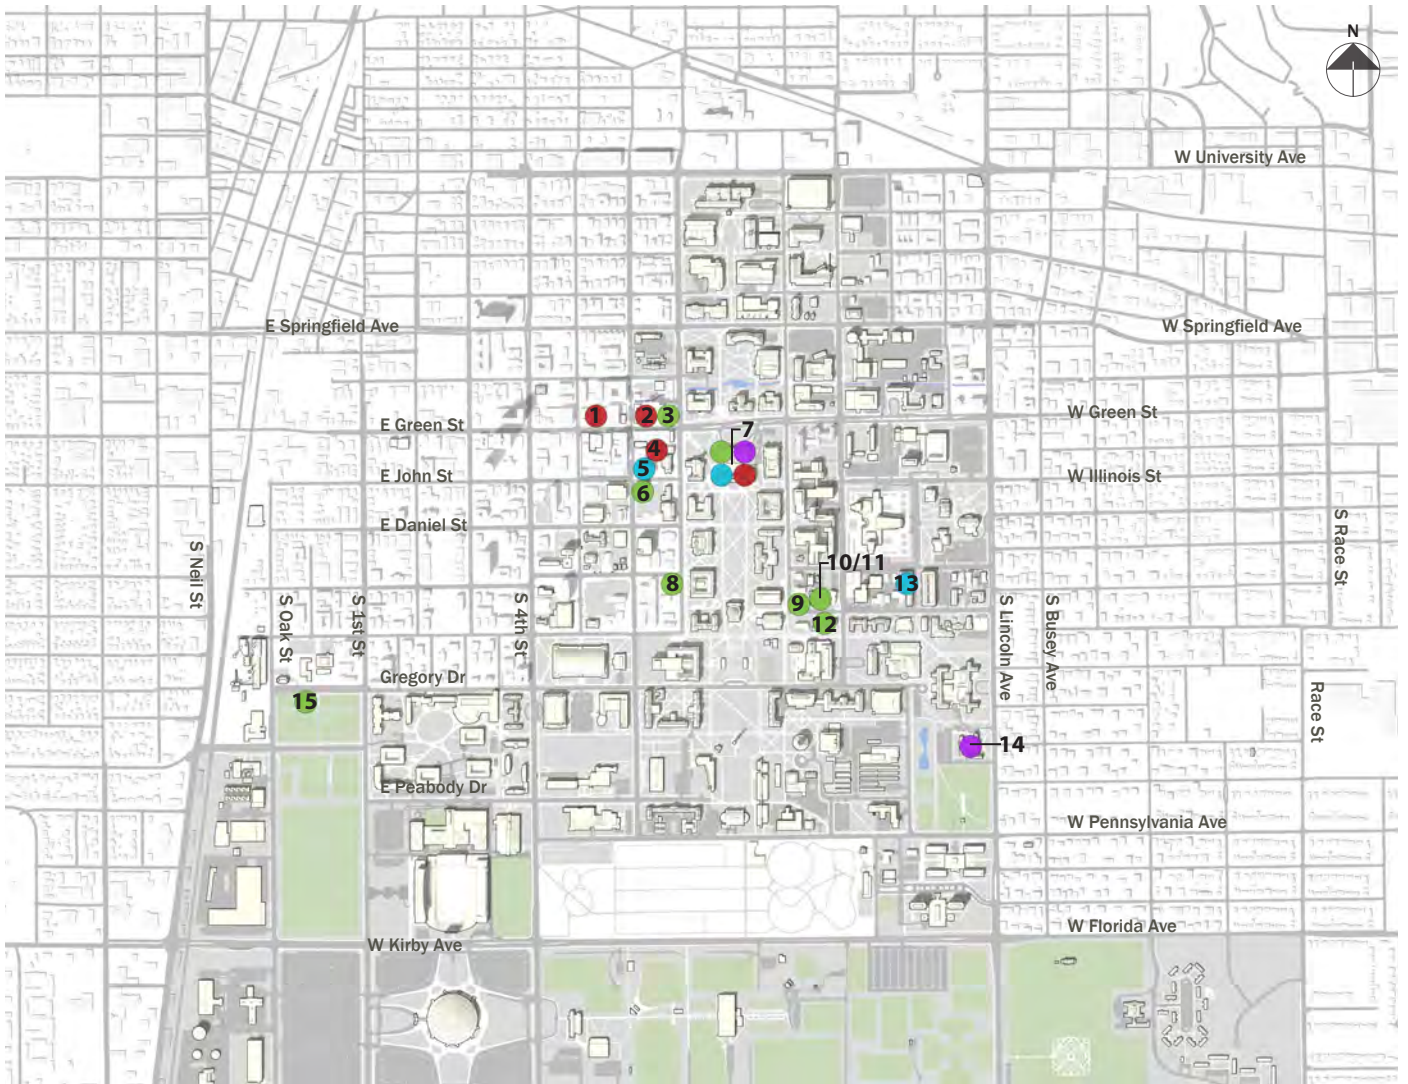 N
W University Ave
E Springfield Ave
W Springfield Ave
W Green St
E Green St
1
2
3
7
4
5
6
E John St
W Illinois St
E Daniel St
S Race St
S Neil St
10/11
8
13
9
12
S Oak St
S 1st St
S 4th St
S Lincoln Ave
S Busey Ave
Gregory Dr
15
Race St
14
E Peabody Dr
W Pennsylvania Ave
W Florida Ave
W Kirby Ave